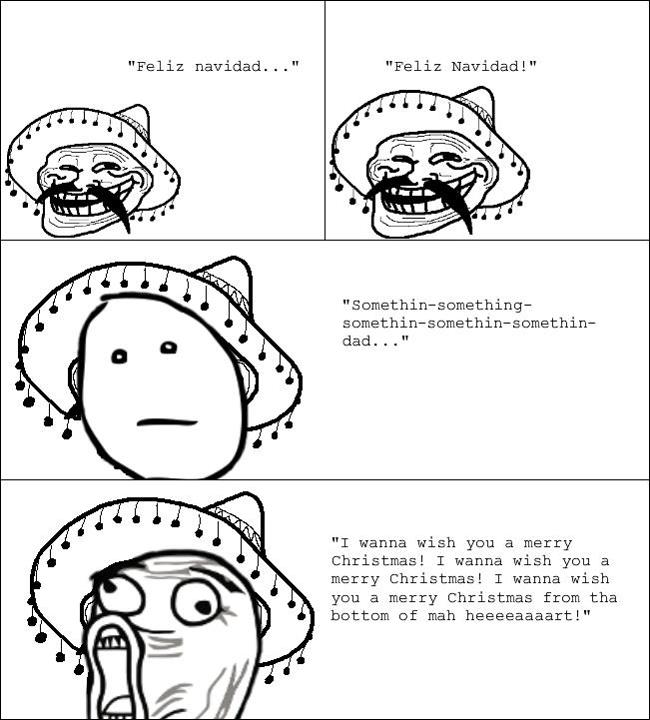 "Feliz navidad..."
"Feliz Navidad!"
"Somethin-something-
somethin-somethin-somethin-
dad..."
"I wanna wish you a merry
Christmas! I wanna wish you a
merry Christmas! I wanna wish
you a merry Christmas from tha
bottom of mah heeeeaaaart!"